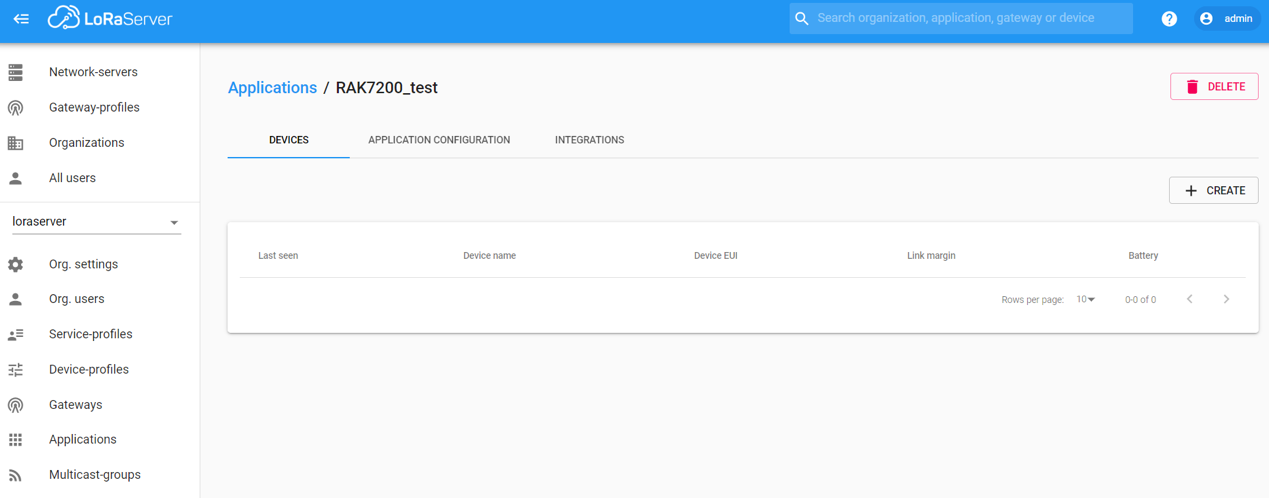 LoRaServer
Search organization, application, gateway or device
? admin
Network-servers
Gateway-profiles
Organizations
All users
loraserver
Org. settings
Org. users
Service-profiles
Device-profiles
Gateways
Applications
Multicast-groups
Applications / RAK7200_test
DELETE
DEVICES APPLICATION CONFIGURATION INTEGRATIONS
+ CREATE
Last seen Device name Device EUI Link margin Battery
Rows per page: 10 0-0 of 0